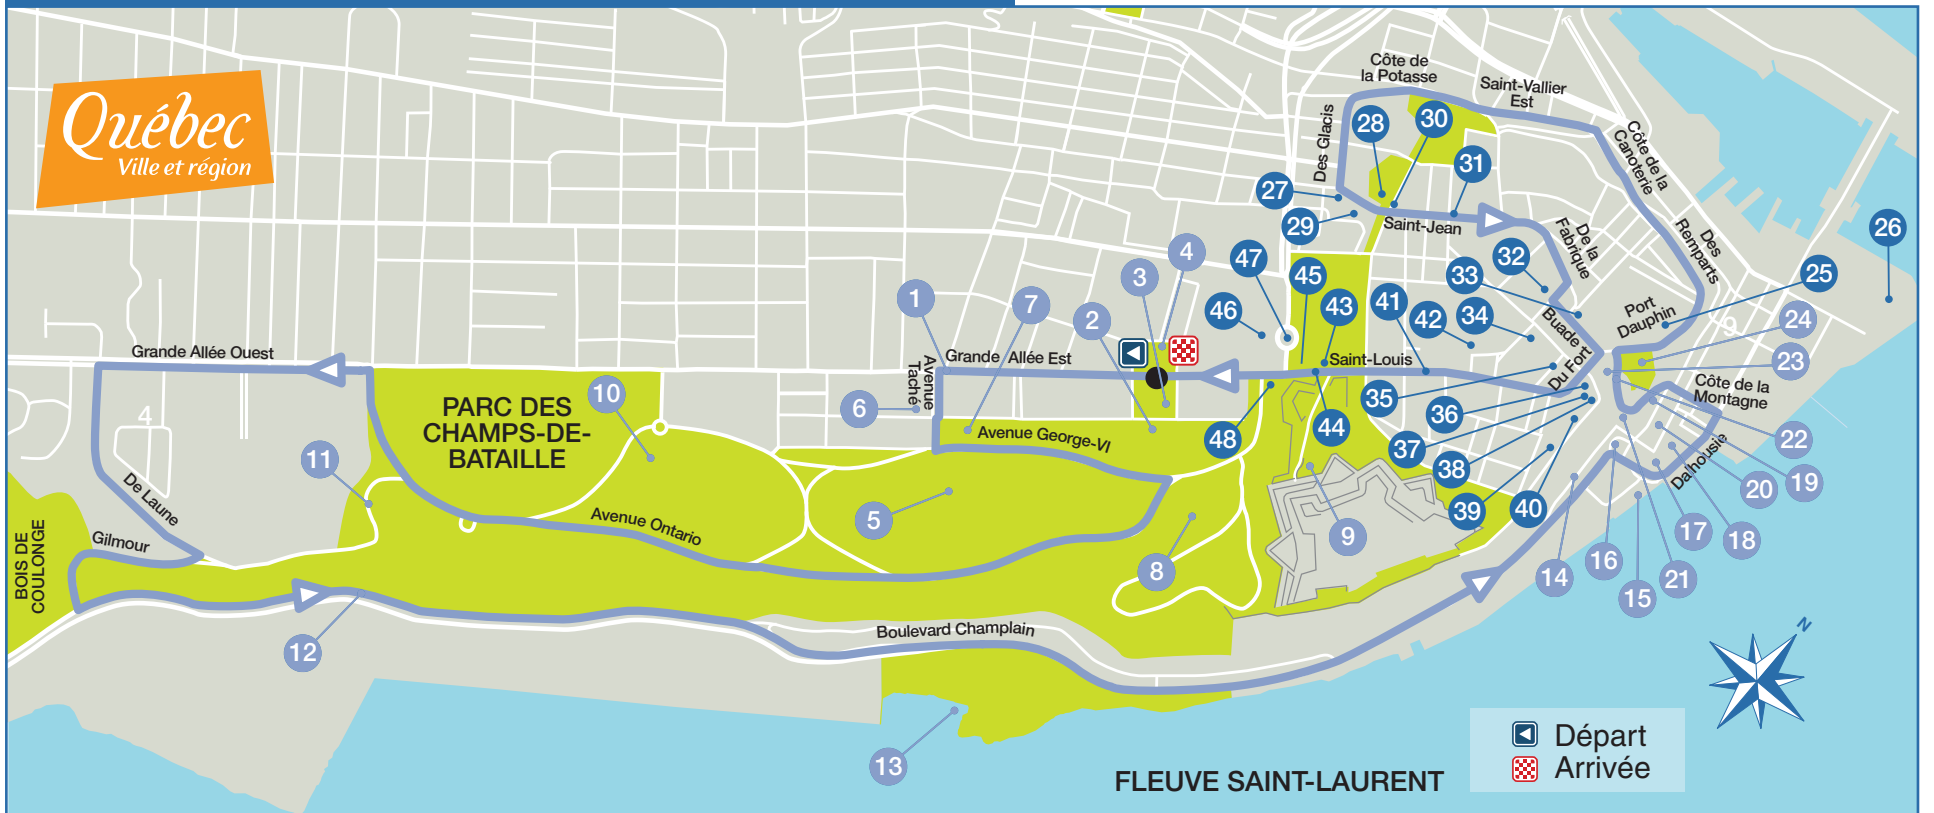 Québec
Ville et région
Côte de
la Potasse
Saint-Vallier
Est
Des Glacis
28
30
31
27
29
Saint-Jean
Côte de la
Canoterie
Des
Remparts
De la
Fabrique
26
4
3
47
45
46
43
41
42
34
33
32
25
Port
Dauphin
9
24
23
1
7
2
Grande Allée Ouest
Avenue
Taché
Grande Allée Est
Saint-Louis
Buade
Du Fort
Côte de la
Montagne
PARC DES
CHAMPS-DE-
BATAILLE
10
6
4
Avenue George-VI
48
44
35
36
37
38
39
40
22
19
20
Dalhousie
11
De Laune
Gilmour
BOIS DE
COULONGE
Avenue Ontario
5
8
9
14
16
15
21
17
18
12
Boulevard Champlain
13
N
FLEUVE SAINT-LAURENT
Départ
Arrivée